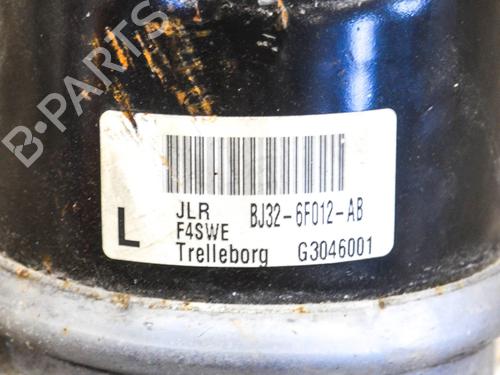 B-PARTS
JLR BJ32-6F012-AB
L F4SWE
Trelleborg G3046001